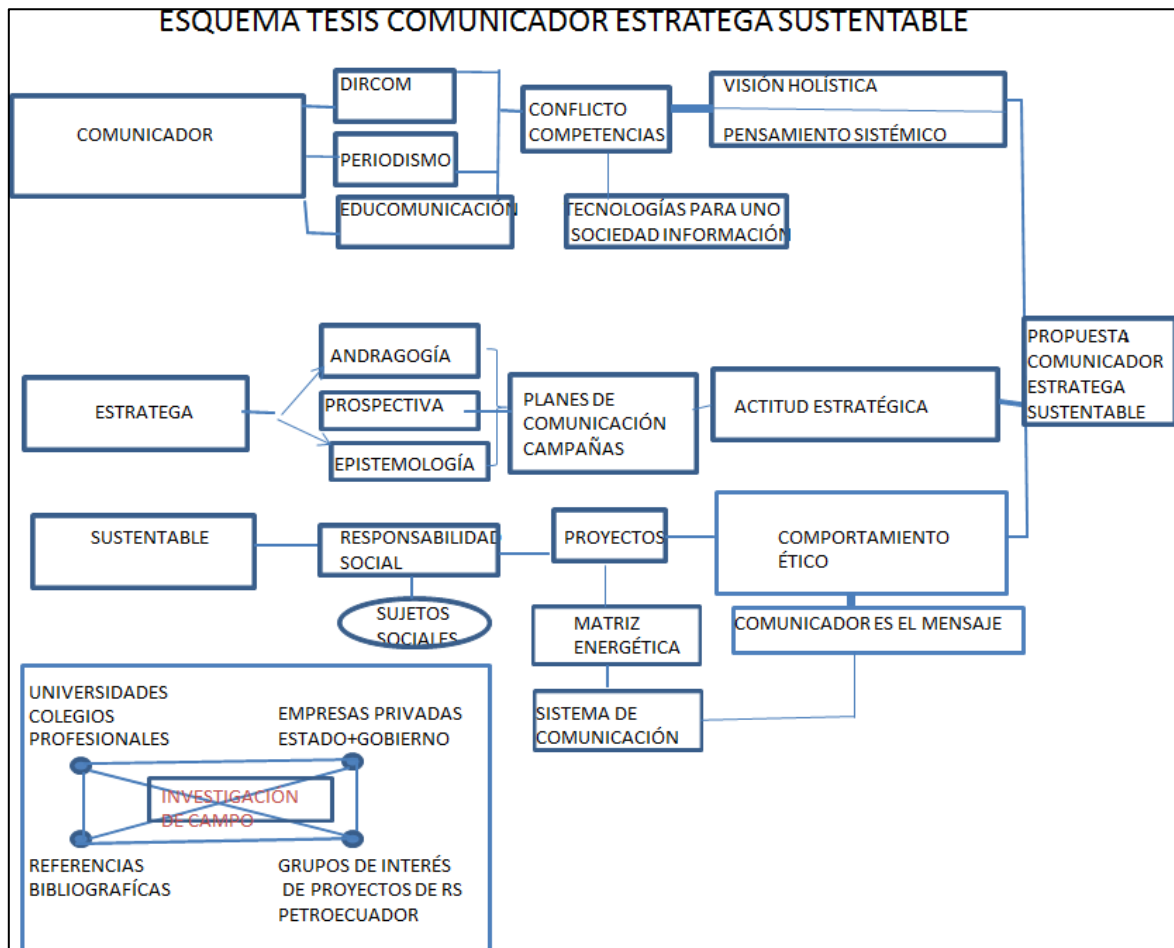 ESQUEMA TESIS COMUNICADOR ESTRATEGA SUSTENTABLE
COMUNICADOR
DIRCOM
PERIODISMO
EDUCOMUNICACIÓN
CONFLICTO
COMPETENCIAS
TECNOLOGÍAS PARA UNO
SOCIEDAD INFORMACIÓN
VISIÓN HOLÍSTICA
PENSAMIENTO SISTÉMICO
ESTRATEGA
ANDRAGOGÍA
PROSPECTIVA
EPISTEMOLOGÍA
PLANES DE
COMUNICACIÓN
CAMPAÑAS
ACTITUD ESTRATÉGICA
PROPUESTA
COMUNICADOR
ESTRATEGA
SUSTENTABLE
SUSTENTABLE
RESPONSABILIDAD
SOCIAL
SUJETOS
SOCIALES
PROYECTOS
MATRIZ
ENERGÉTICA
SISTEMA DE
COMUNICACIÓN
COMPORTAMIENTO
ÉTICO
COMUNICADOR ES EL MENSAJE
UNIVERSIDADES
COLEGIOS
PROFESIONALES
EMPRESAS PRIVADAS
ESTADO+GOBIERNO
INVESTIGACION
DE CAMPO
REFERENCIAS
BIBLIOGRAFÍCAS
GRUPOS DE INTERÉS
DE PROYECTOS DE RS
PETROECUADOR